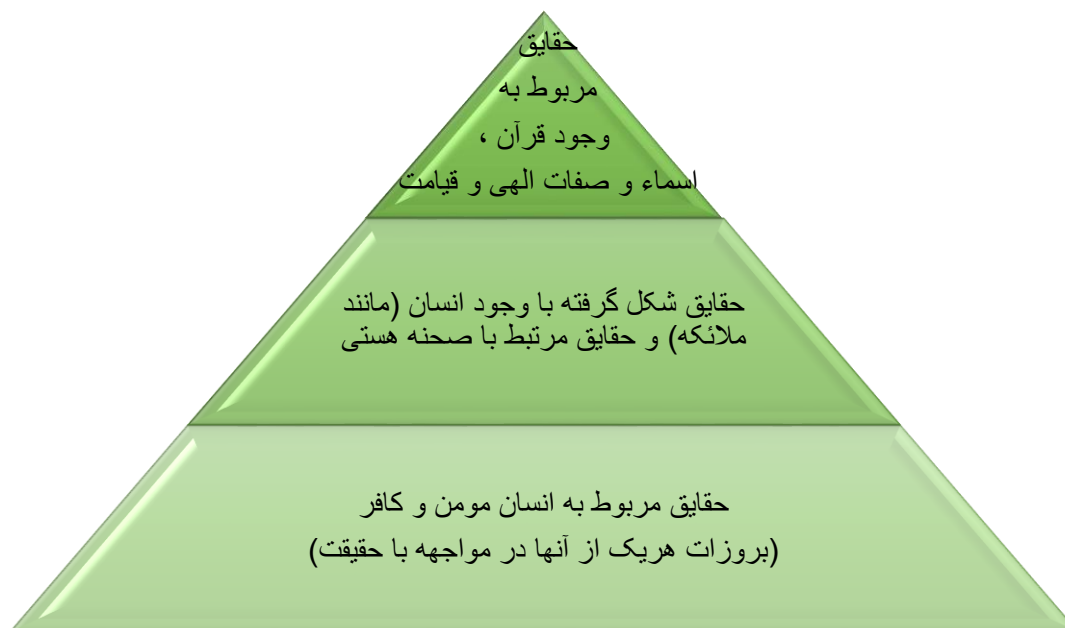 حقایق
مربوط به
وجود قرآن ،
اسماء و صفات الهی و قیامت
حقایق شکل گرفته با وجود انسان (مانند
ملائکه) و حقایق مرتبط با صحنه هستی
حقایق مربوط به انسان مومن و کافر
(بروزات هریک از آنها در مواجهه با حقیقت)